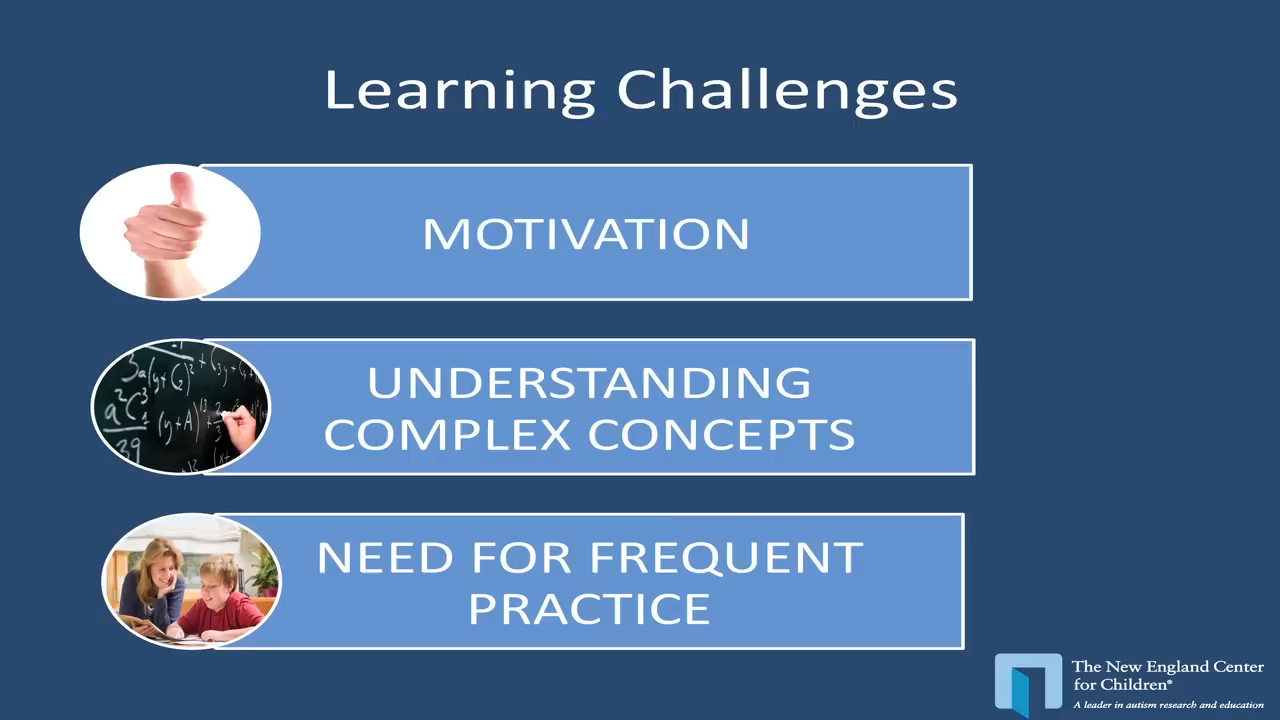 Learning Challenges
MOTIVATION
UNDERSTANDING
COMPLEX CONCEPTS
NEED FOR FREQUENT
PRACTICE
The New England Center
for Children®
A leader in autism research and education